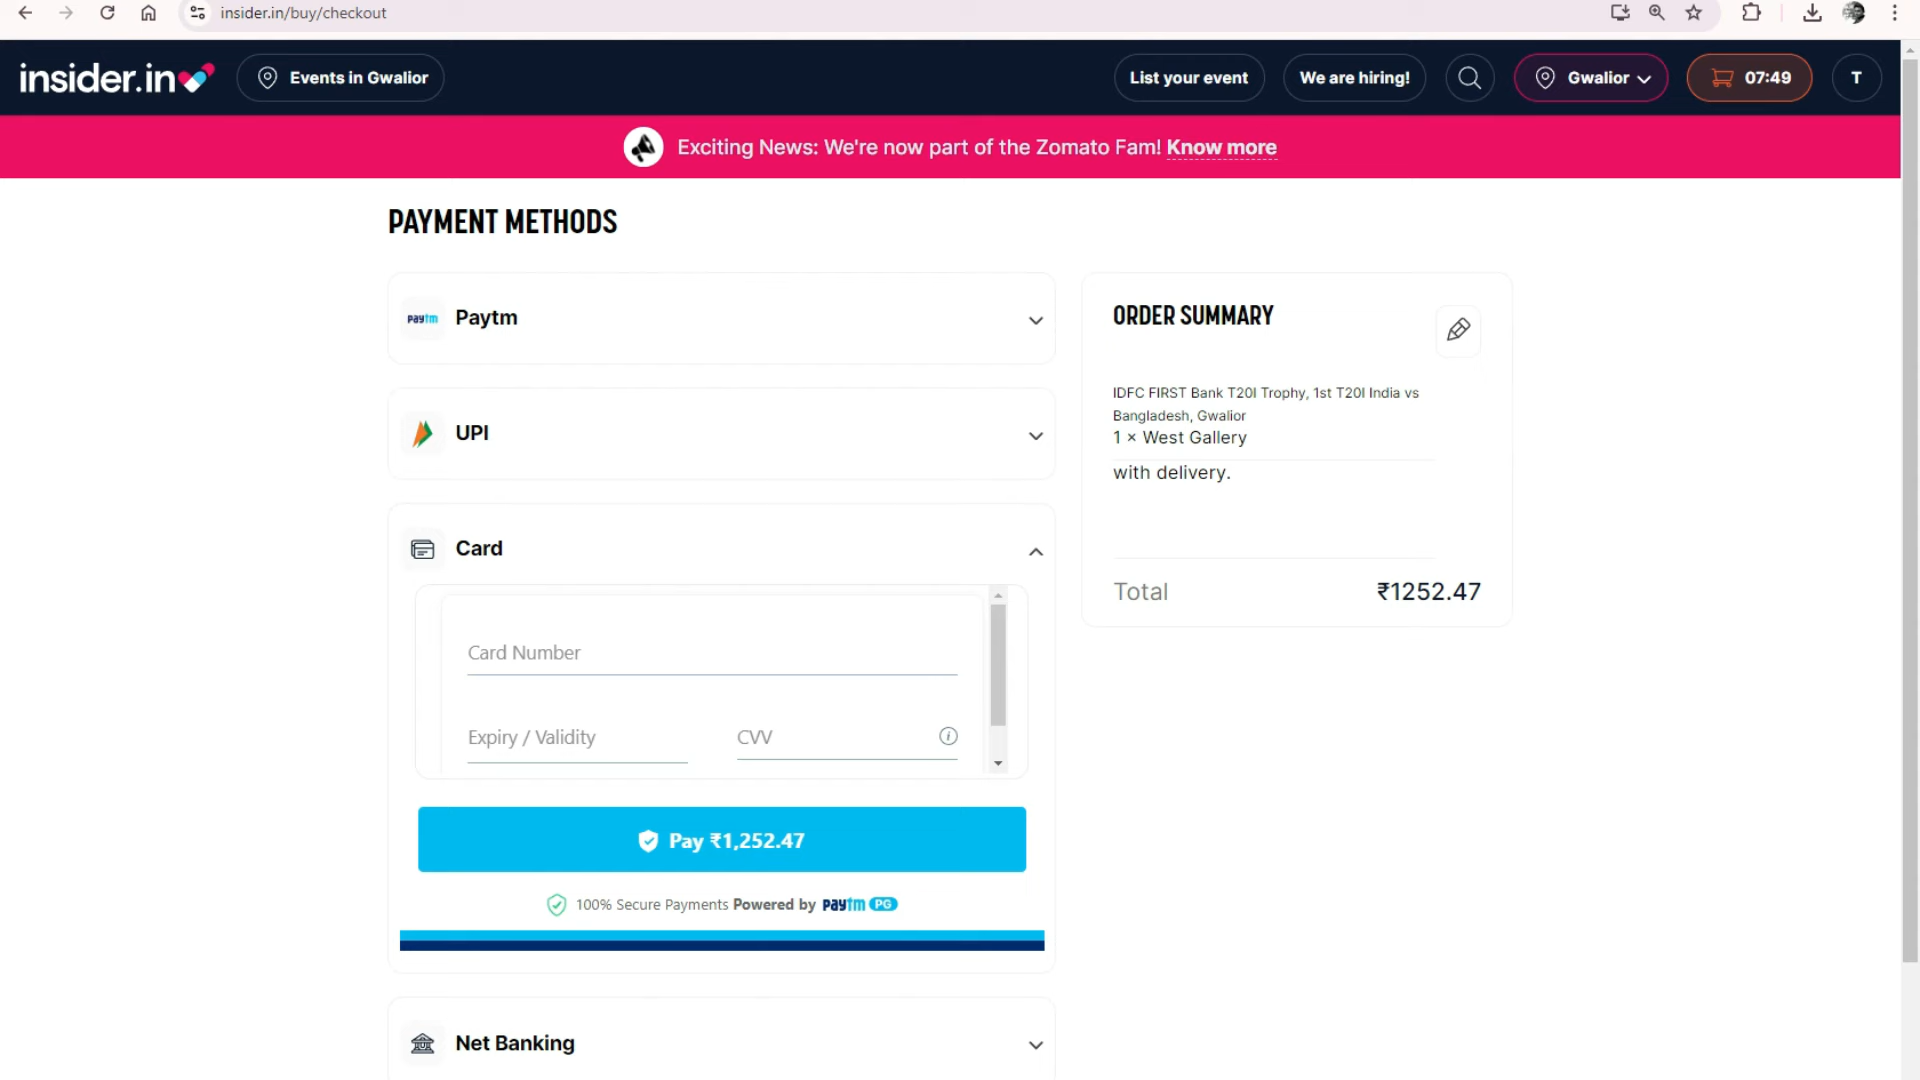 insider.in/buy/checkout
insider.in
Events in Gwalior
List your event
We are hiring!
Gwalior
07:49
T
Exciting News: We're now part of the Zomato Fam! Know more
PAYMENT METHODS
paytm
Paytm
UPI
Card
Card Number
Expiry / Validity
CVV
Pay ₹1,252.47
100% Secure Payments Powered by paytm PG
Net Banking
ORDER SUMMARY
IDFC FIRST Bank T20I Trophy, 1st T20I India vs
Bangladesh, Gwalior
1 × West Gallery
with delivery.
Total ₹1252.47